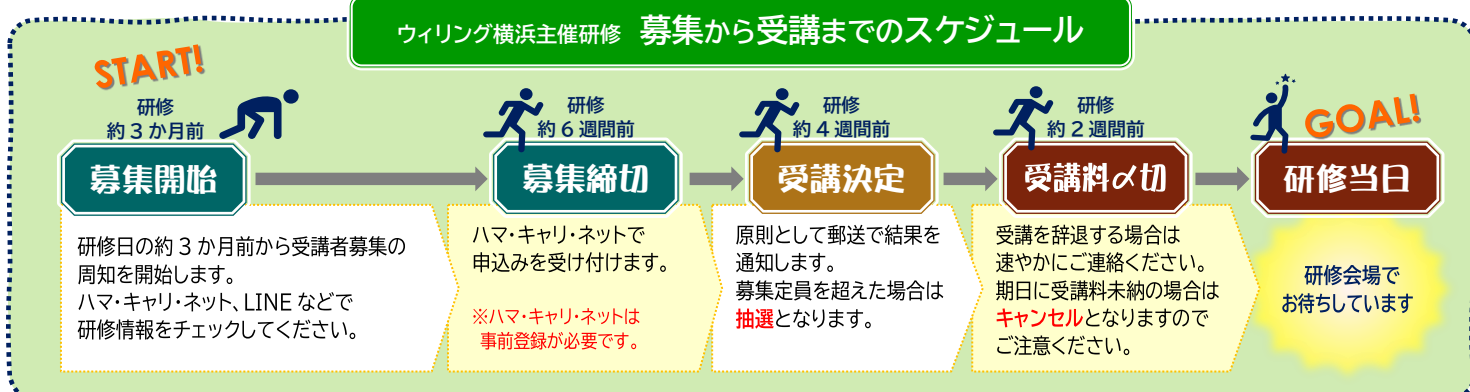 ウィリング横浜主催研修 募集から受講までのスケジュール
START!
研修
約3か月前
募集開始
研修日の約3か月前から受講者募集の
周知を開始します。
ハマ・キャリ・ネット、LINEなどで
研修情報をチェックしてください。
研修
約6週間前
募集締切
ハマ・キャリ・ネットで
申込みを受け付けます。
※ハマ・キャリ・ネットは
事前登録が必要です。
研修
約4週間前
受講決定
原則として郵送で結果を
通知します。
募集定員を超えた場合は
抽選となります。
研修
約2週間前
受講料〆切
受講を辞退する場合は
速やかにご連絡ください。
期日に受講料未納の場合は
キャンセルとなりますので
ご注意ください。
GOAL!
研修当日
研修会場で
お待ちしています